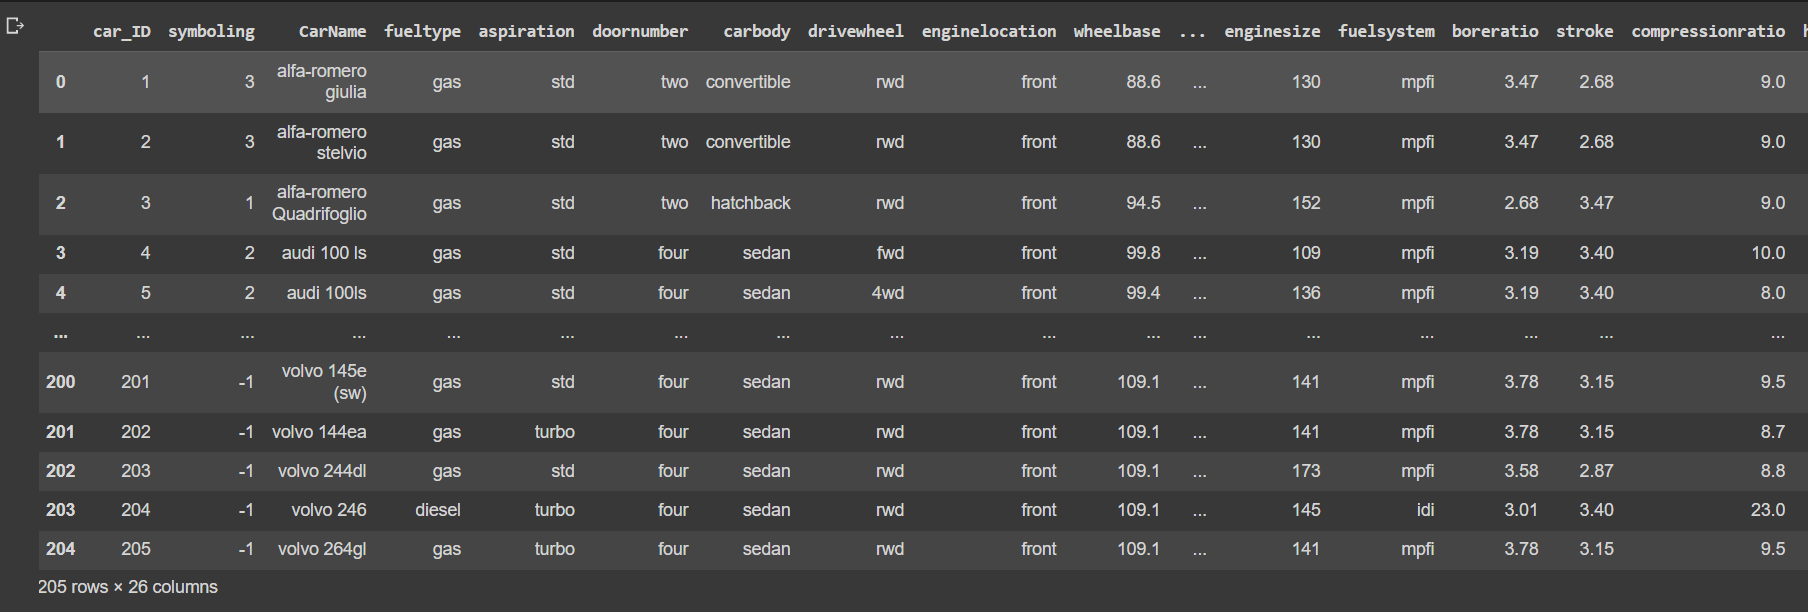 car_ID symboling CarName fueltype aspiration doornumber carbody drivewheel enginelocation wheelbase ... enginesize fuelsystem boreratio stroke compressionratio
0 1 3 alfa-romero giulia gas std two convertible rwd front 88.6 ... 130 mpfi 3.47 2.68 9.0
1 2 3 alfa-romero stelvio gas std two convertible rwd front 88.6 ... 130 mpfi 3.47 2.68 9.0
2 3 1 alfa-romero Quadrifoglio gas std two hatchback rwd front 94.5 ... 152 mpfi 2.68 3.47 9.0
3 4 2 audi 100 ls gas std four sedan fwd front 99.8 ... 109 mpfi 3.19 3.40 10.0
4 5 2 audi 100ls gas std four sedan 4wd front 99.4 ... 136 mpfi 3.19 3.40 8.0
... ... ... ... ... ... ... ... ... ... ... ... ... ... ... ... ...
200 201 -1 volvo 145e (sw) gas std four sedan rwd front 109.1 ... 141 mpfi 3.78 3.15 9.5
201 202 -1 volvo 144ea gas turbo four sedan rwd front 109.1 ... 141 mpfi 3.78 3.15 8.7
202 203 -1 volvo 244dl gas std four sedan rwd front 109.1 ... 173 mpfi 3.58 2.87 8.8
203 204 -1 volvo 246 diesel turbo four sedan rwd front 109.1 ... 145 idi 3.01 3.40 23.0
204 205 -1 volvo 264gl gas turbo four sedan rwd front 109.1 ... 141 mpfi 3.78 3.15 9.5
205 rows × 26 columns